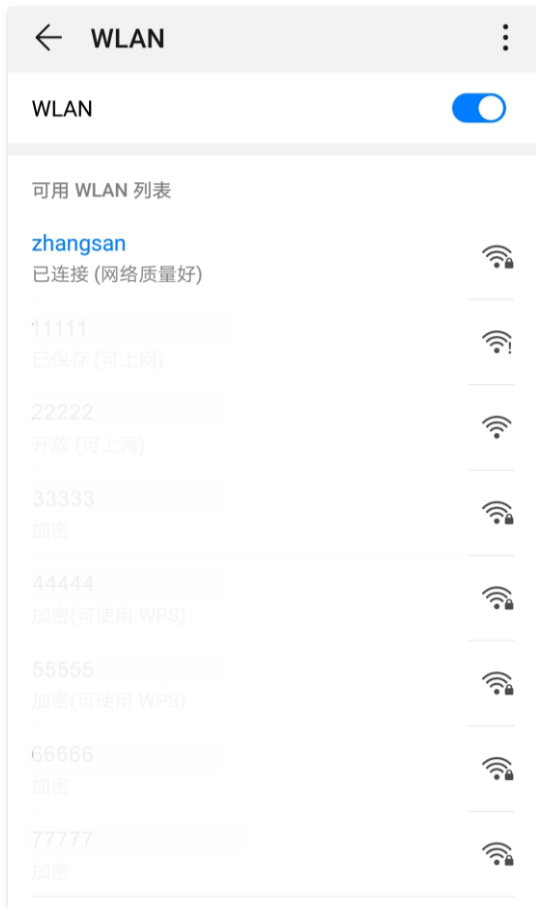 WLAN
WLAN
可用 WLAN 列表
zhangsan
已连接 (网络质量好)
11111
已保存 (可上网)
22222
开放 (可上网)
33333
加密
44444
加密(可使用 WPS)
55555
加密(可使用 WPS)
66666
加密
77777
加密